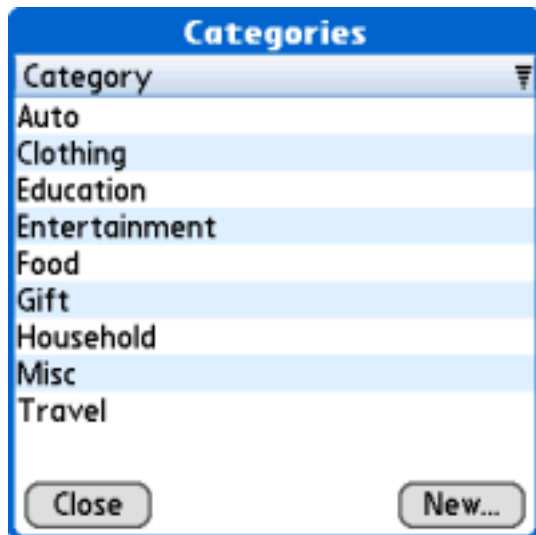 Categories
Category
Auto
Clothing
Education
Entertainment
Food
Gift
Household
Misc
Travel
Close New...